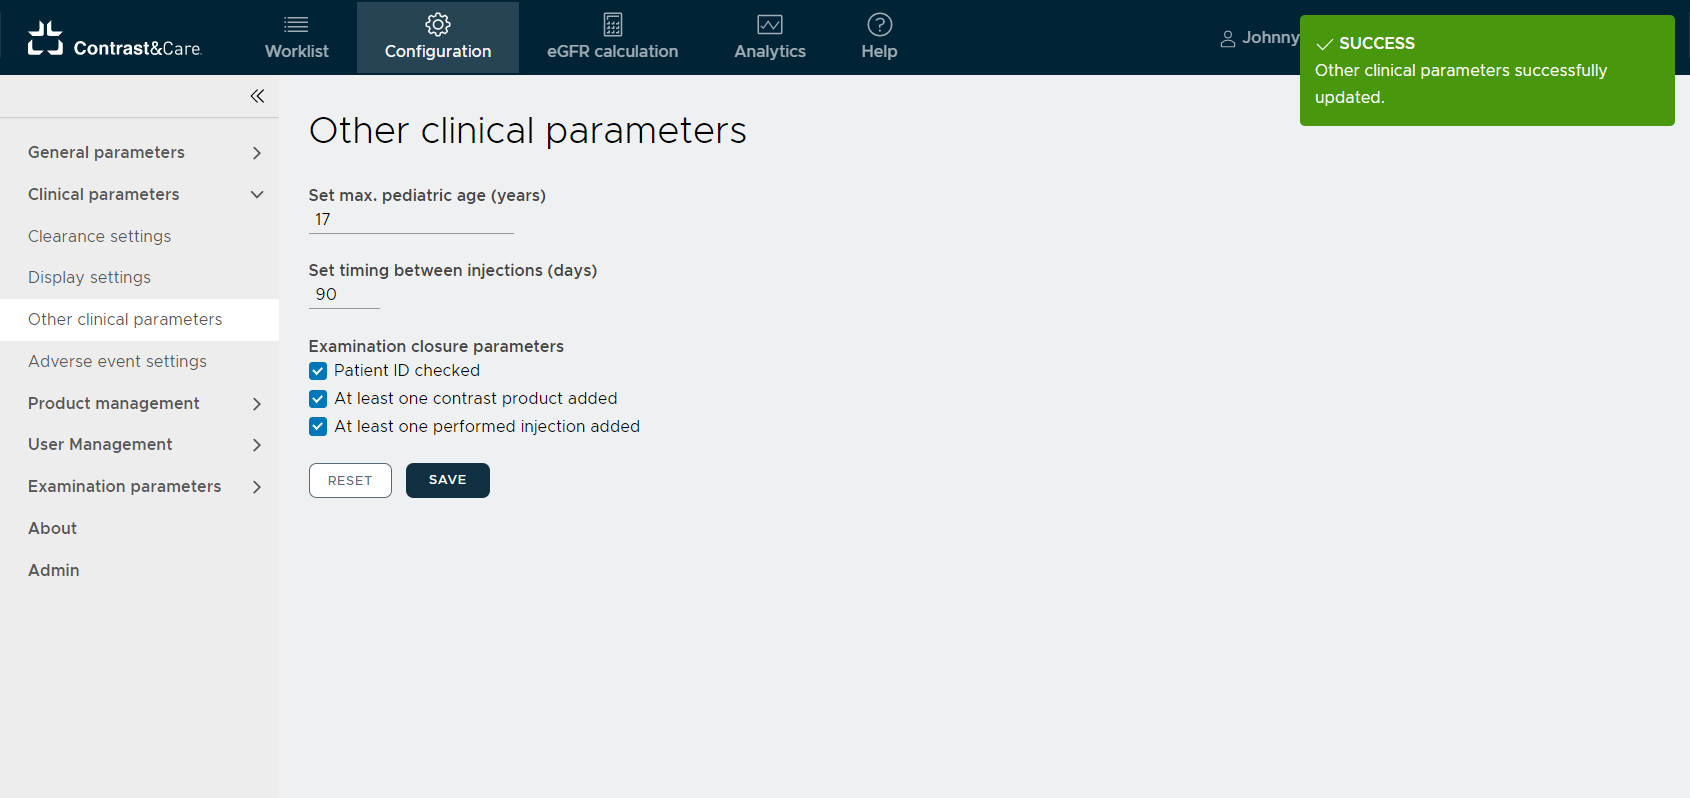 Contrast&Care
Worklist
Configuration
eGFR calculation
Analytics
Help
Johnny
SUCCESS
Other clinical parameters successfully
updated.
General parameters
Clinical parameters
Clearance settings
Display settings
Other clinical parameters
Adverse event settings
Product management
User Management
Examination parameters
About
Admin
Other clinical parameters
Set max. pediatric age (years)
17
Set timing between injections (days)
90
Examination closure parameters
Patient ID checked
At least one contrast product added
At least one performed injection added
RESET
SAVE